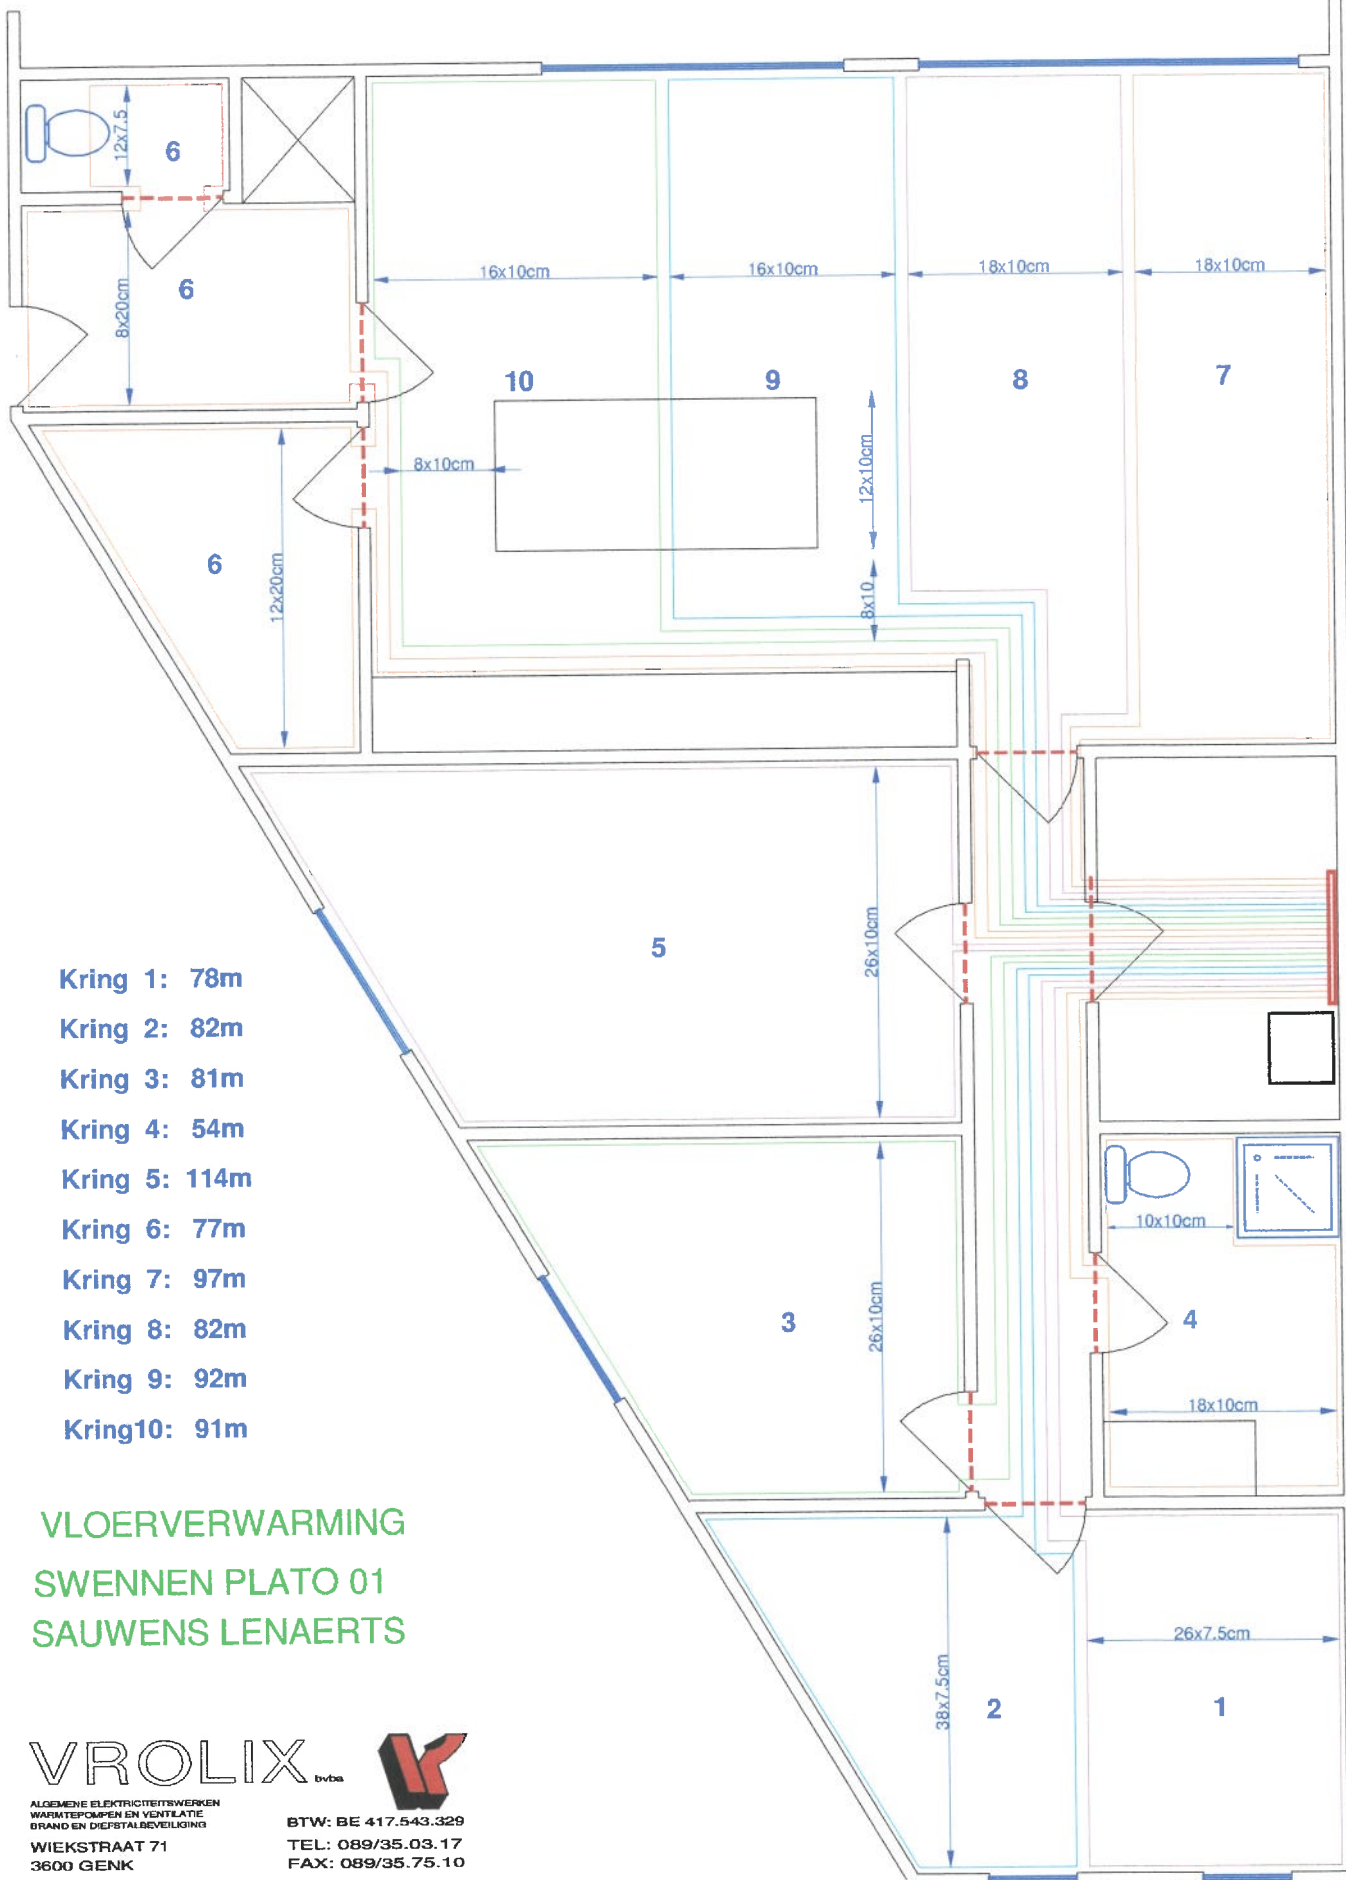 12x7.5
6
6
8x20cm
16x10cm
16x10cm
18x10cm
18x10cm
10
9
8
7
8x10cm
12x10cm
8x10
6
12x20cm
5
26x10cm
3
26x10cm
10x10cm
4
18x10cm
26x7.5cm
38x7.5cm
2
1
Kring 1: 78m
Kring 2: 82m
Kring 3: 81m
Kring 4: 54m
Kring 5: 114m
Kring 6: 77m
Kring 7: 97m
Kring 8: 82m
Kring 9: 92m
Kring10: 91m
VLOERVERWARMING
SWENNEN PLATO 01
SAUWENS LENAERTS
VROLIX bvba
ALGEMENE ELEKTRICITEITSWERKEN
WARMTEPOMPEN EN VENTILATIE
BRAND EN DIEFSTALBEVEILIGING
WIEKSTRAAT 71
3600 GENK
BTW: BE 417.543.329
TEL: 089/35.03.17
FAX: 089/35.75.10